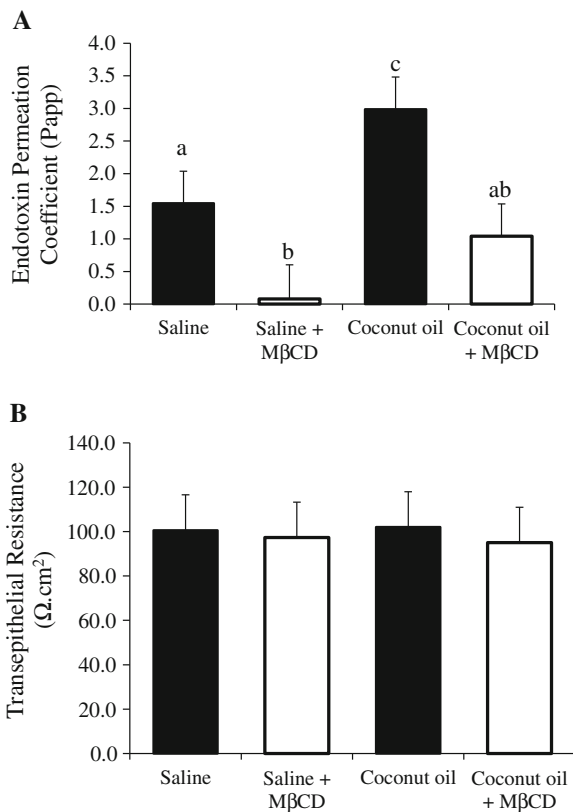 A
Endotoxin Permeation
Coefficient (Papp)
4.0
3.5
3.0
2.5
2.0
1.5
1.0
0.5
0.0
a
b
c
ab
Saline
Saline +
MβCD
Coconut oil
Coconut oil
+ MβCD
B
Transepithelial Resistance
(Ω.cm²)
140.0
120.0
100.0
80.0
60.0
40.0
20.0
0.0
Saline
Saline +
MβCD
Coconut oil
Coconut oil
+ MβCD